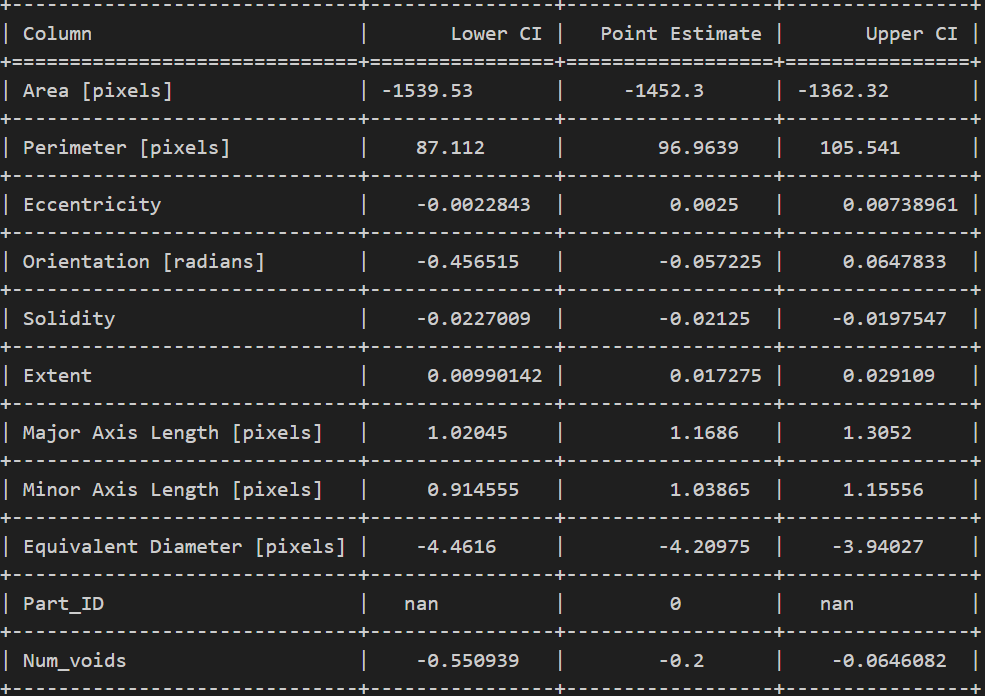 +------------------------------+----------------+------------------+----------------+
| Column                       |       Lower CI |   Point Estimate |       Upper CI |
+==============================+================+==================+================+
| Area [pixels]                | -1539.53       |     -1452.3      | -1362.32       |
+------------------------------+----------------+------------------+----------------+
| Perimeter [pixels]           |    87.112      |        96.9639   |   105.541      |
+------------------------------+----------------+------------------+----------------+
| Eccentricity                 |    -0.0022843  |         0.0025   |     0.00738961 |
+------------------------------+----------------+------------------+----------------+
| Orientation [radians]        |    -0.456515   |        -0.057225 |     0.0647833  |
+------------------------------+----------------+------------------+----------------+
| Solidity                     |    -0.0227009  |        -0.02125  |    -0.0197547  |
+------------------------------+----------------+------------------+----------------+
| Extent                       |     0.00990142 |         0.017275 |     0.029109   |
+------------------------------+----------------+------------------+----------------+
| Major Axis Length [pixels]   |     1.02045    |         1.1686   |     1.3052     |
+------------------------------+----------------+------------------+----------------+
| Minor Axis Length [pixels]   |     0.914555   |         1.03865  |     1.15556    |
+------------------------------+----------------+------------------+----------------+
| Equivalent Diameter [pixels] |    -4.4616     |        -4.20975  |    -3.94027    |
+------------------------------+----------------+------------------+----------------+
| Part_ID                      |   nan          |         0        |   nan          |
+------------------------------+----------------+------------------+----------------+
| Num_voids                    |    -0.550939   |        -0.2      |    -0.0646082  |
+------------------------------+----------------+------------------+----------------+